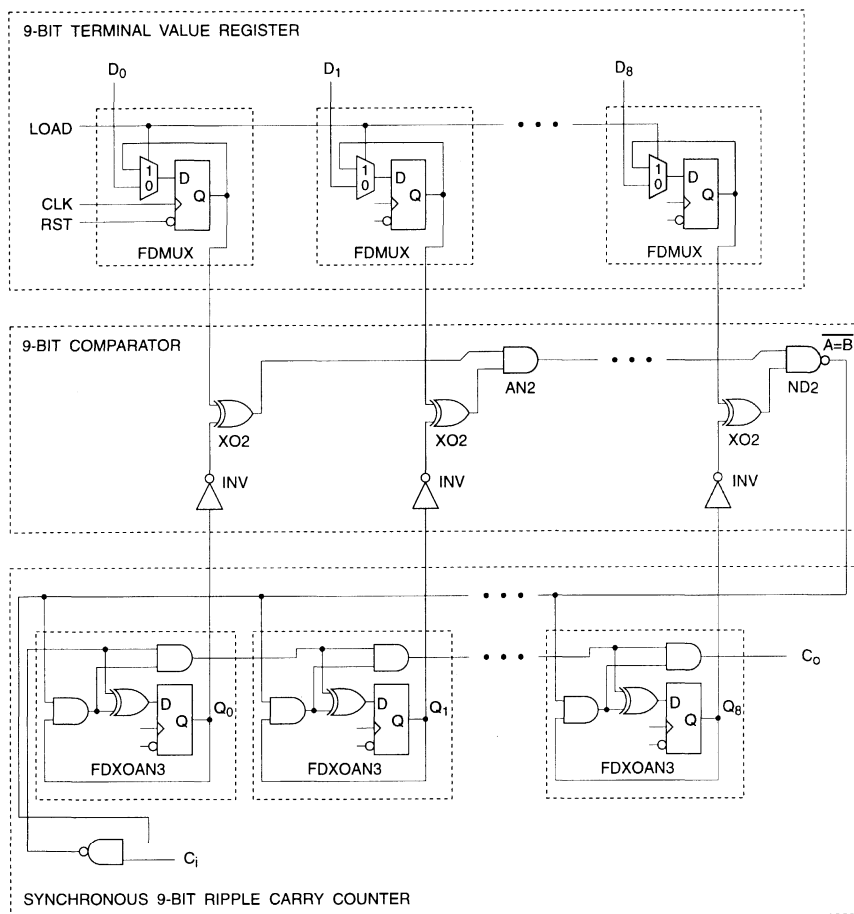 9-BIT TERMINAL VALUE REGISTER
D0 D1 D8
LOAD
1 0 D Q
1 0 D Q
1 0 D Q
CLK
RST
FDMUX FDMUX FDMUX
9-BIT COMPARATOR
A=B
AN2 ND2
XO2 XO2 XO2
INV INV INV
Co
D Q Q0
D Q Q1
D Q Q8
FDXOAN3 FDXOAN3 FDXOAN3
Ci
SYNCHRONOUS 9-BIT RIPPLE CARRY COUNTER